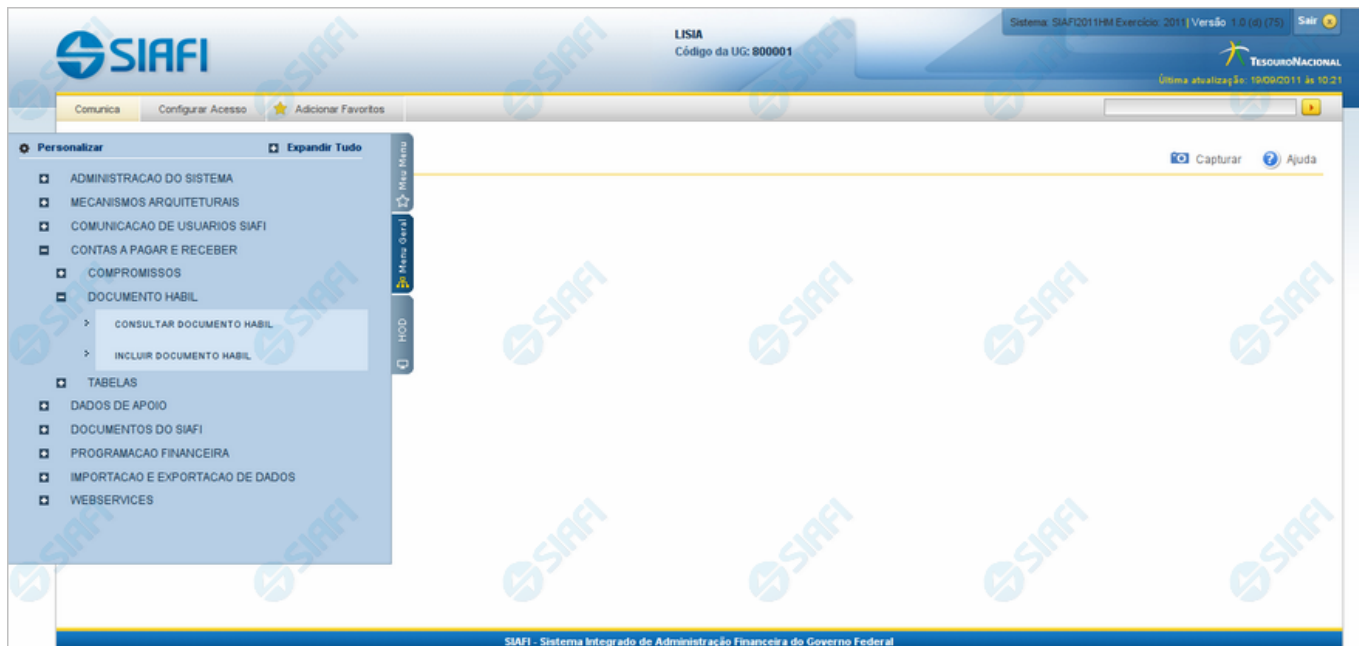 Sistema: SIAFI2011HM Exercício: 2011 | Versão 1.0 (d) (75) Sair
SIAFI
LISIA
Código da UG: 800001
TESOURONACIONAL
Última atualização: 19/09/2011 às 10:21
Comunica Configurar Acesso Adicionar Favoritos
Personalizar Expandir Tudo
Meu Menu
Menu Geral
HOD
Capturar Ajuda
ADMINISTRACAO DO SISTEMA
MECANISMOS ARQUITETURAIS
COMUNICACAO DE USUARIOS SIAFI
CONTAS A PAGAR E RECEBER
COMPROMISSOS
DOCUMENTO HABIL
CONSULTAR DOCUMENTO HABIL
INCLUIR DOCUMENTO HABIL
TABELAS
DADOS DE APOIO
DOCUMENTOS DO SIAFI
PROGRAMACAO FINANCEIRA
IMPORTACAO E EXPORTACAO DE DADOS
WEBSERVICES
SIAFI - Sistema Integrado de Administração Financeira do Governo Federal